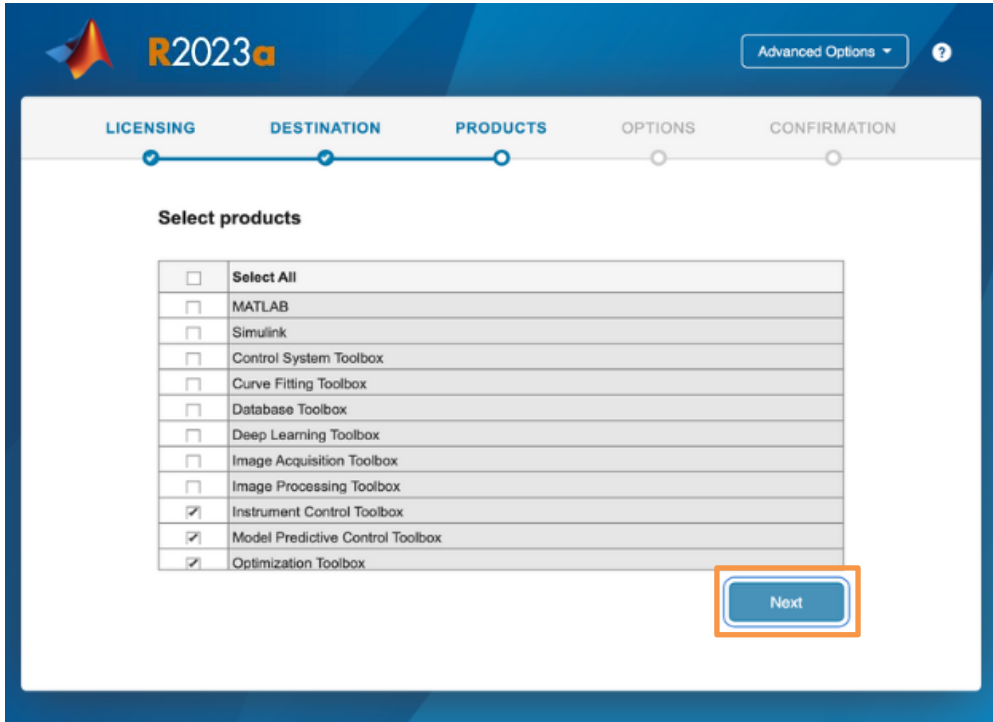 R2023a
Advanced Options
?
LICENSING DESTINATION PRODUCTS OPTIONS CONFIRMATION
Select products
Select All
MATLAB
Simulink
Control System Toolbox
Curve Fitting Toolbox
Database Toolbox
Deep Learning Toolbox
Image Acquisition Toolbox
Image Processing Toolbox
Instrument Control Toolbox
Model Predictive Control Toolbox
Optimization Toolbox
Next